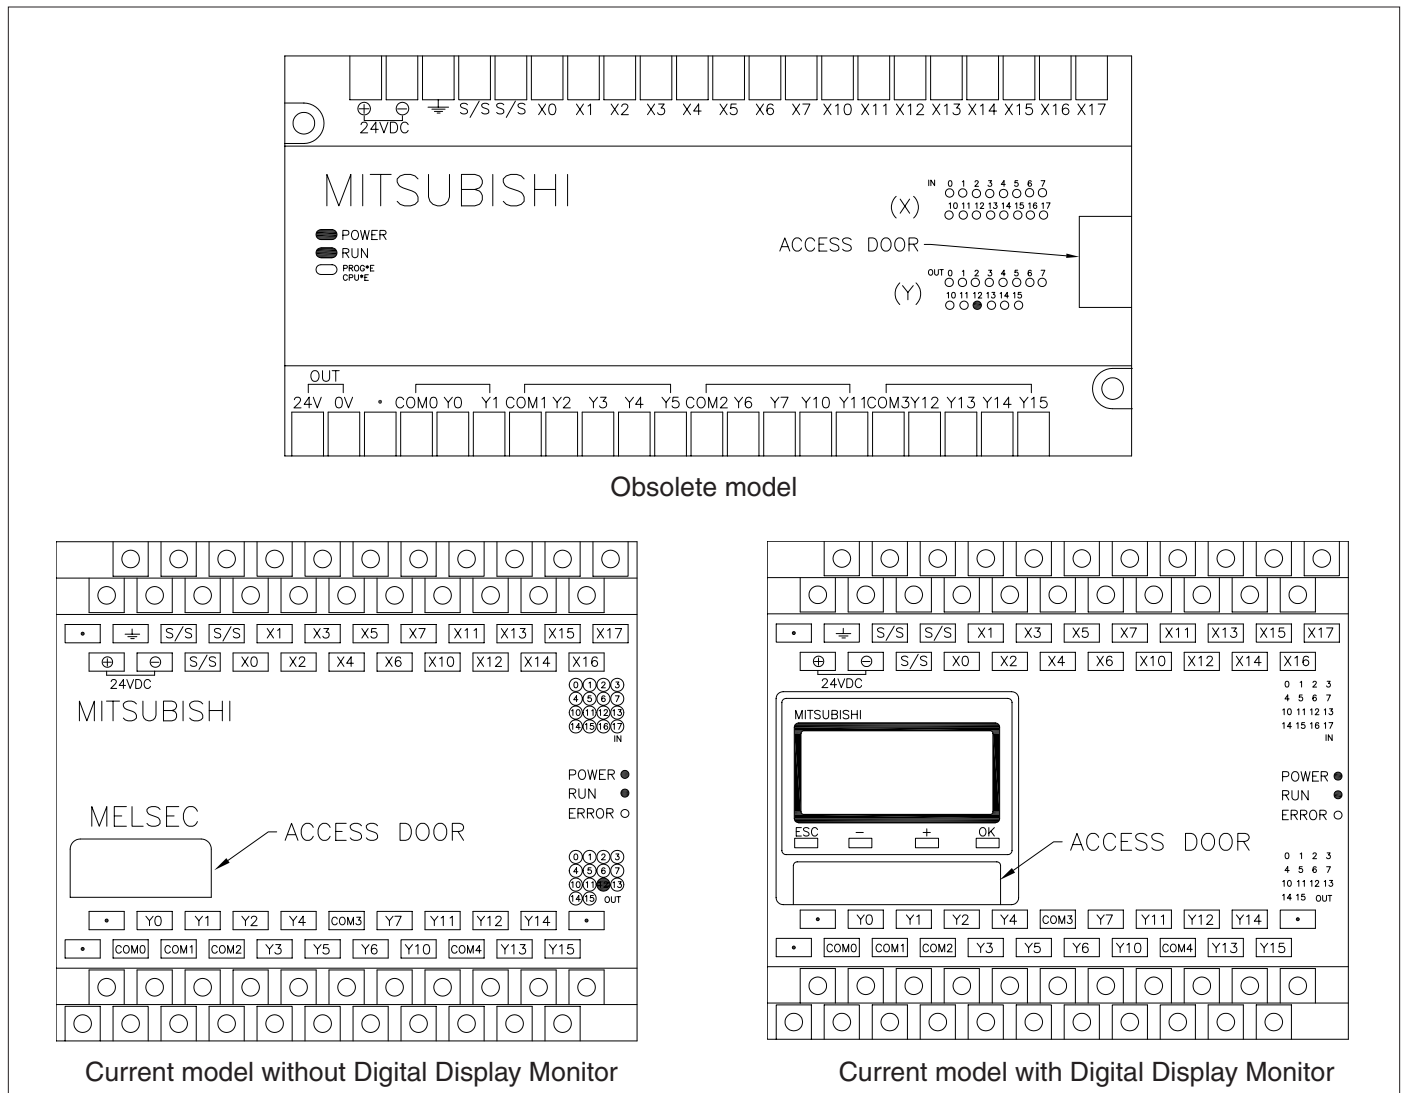 S/S S/S X0 X1 X2 X3 X4 X5 X6 X7 X10 X11 X12 X13 X14 X15 X16 X17
24VDC
MITSUBISHI
POWER
RUN
PROG*E
CPU*E
IN 0 1 2 3 4 5 6 7
(X)
10 11 12 13 14 15 16 17
ACCESS DOOR
OUT 0 1 2 3 4 5 6 7
(Y)
10 11 12 13 14 15
OUT
24V 0V • COM0 Y0 Y1 COM1 Y2 Y3 Y4 Y5 COM2 Y6 Y7 Y10 Y11 COM3 Y12 Y13 Y14 Y15
Obsolete model
• S/S S/S X1 X3 X5 X7 X11 X13 X15 X17
S/S X0 X2 X4 X6 X10 X12 X14 X16
24VDC
MITSUBISHI
0 1 2 3
4 5 6 7
10 11 12 13
14 15 16 17
IN
POWER
RUN
ERROR
MELSEC
ACCESS DOOR
0 1 2 3
4 5 6 7
10 11 12 13
14 15 OUT
• Y0 Y1 Y2 Y4 COM3 Y7 Y11 Y12 Y14 •
• COM0 COM1 COM2 Y3 Y5 Y6 Y10 COM4 Y13 Y15
Current model without Digital Display Monitor
• S/S S/S X1 X3 X5 X7 X11 X13 X15 X17
S/S X0 X2 X4 X6 X10 X12 X14 X16
24VDC
MITSUBISHI
0 1 2 3
4 5 6 7
10 11 12 13
14 15 16 17
IN
POWER
RUN
ERROR
ESC - + OK
ACCESS DOOR
0 1 2 3
4 5 6 7
10 11 12 13
14 15 OUT
• Y0 Y1 Y2 Y4 COM3 Y7 Y11 Y12 Y14 •
• COM0 COM1 COM2 Y3 Y5 Y6 Y10 COM4 Y13 Y15
Current model with Digital Display Monitor